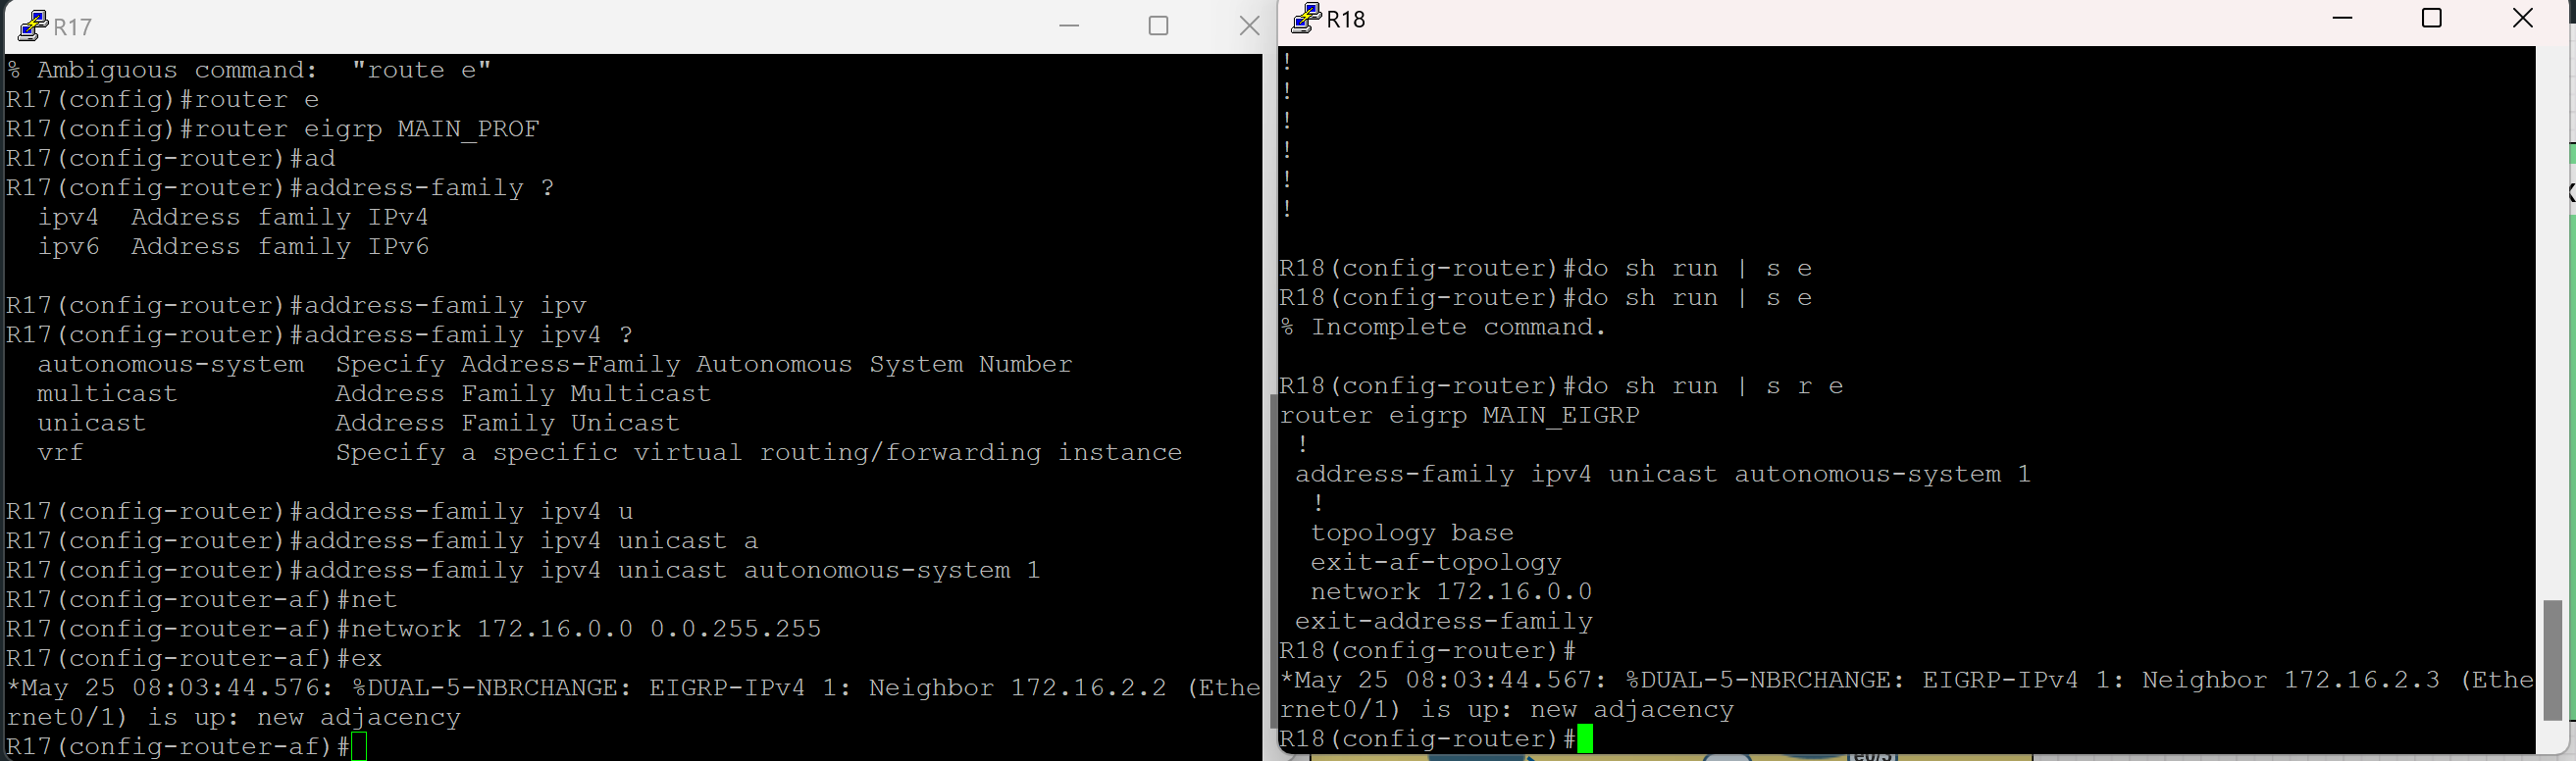 R17
% Ambiguous command:  "route e"
R17(config)#router e
R17(config)#router eigrp MAIN_PROF
R17(config-router)#ad
R17(config-router)#address-family ?
  ipv4  Address family IPv4
  ipv6  Address family IPv6
R17(config-router)#address-family ipv
R17(config-router)#address-family ipv4 ?
  autonomous-system  Specify Address-Family Autonomous System Number
  multicast          Address Family Multicast
  unicast            Address Family Unicast
  vrf                Specify a specific virtual routing/forwarding instance
R17(config-router)#address-family ipv4 u
R17(config-router)#address-family ipv4 unicast a
R17(config-router)#address-family ipv4 unicast autonomous-system 1
R17(config-router-af)#net
R17(config-router-af)#network 172.16.0.0 0.0.255.255
R17(config-router-af)#ex
*May 25 08:03:44.576: %DUAL-5-NBRCHANGE: EIGRP-IPv4 1: Neighbor 172.16.2.2 (Ethe
rnet0/1) is up: new adjacency
R17(config-router-af)#
R18
!
!
!
!
!
!
R18(config-router)#do sh run | s e
R18(config-router)#do sh run | s e
% Incomplete command.
R18(config-router)#do sh run | s r e
router eigrp MAIN_EIGRP
 !
 address-family ipv4 unicast autonomous-system 1
  !
  topology base
  exit-af-topology
  network 172.16.0.0
 exit-address-family
R18(config-router)#
*May 25 08:03:44.567: %DUAL-5-NBRCHANGE: EIGRP-IPv4 1: Neighbor 172.16.2.3 (Ethe
rnet0/1) is up: new adjacency
R18(config-router)#